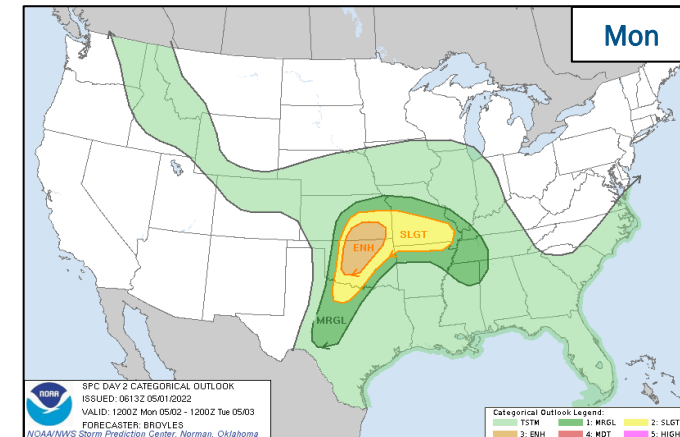 Mon
SLGT
ENH
MRGL
SPC DAY 2 CATEGORICAL OUTLOOK
ISSUED: 0613Z 05/01/2022
VALID: 1200Z Mon 05/02 - 1200Z Tue 05/03
FORECASTER: BROYLES
NOAA/NWS Storm Prediction Center, Norman, Oklahoma
NOAA
Categorical Outlook Legend:
TSTM 1: MRGL 2: SLGT
3: ENH 4: MDT 5: HIGH